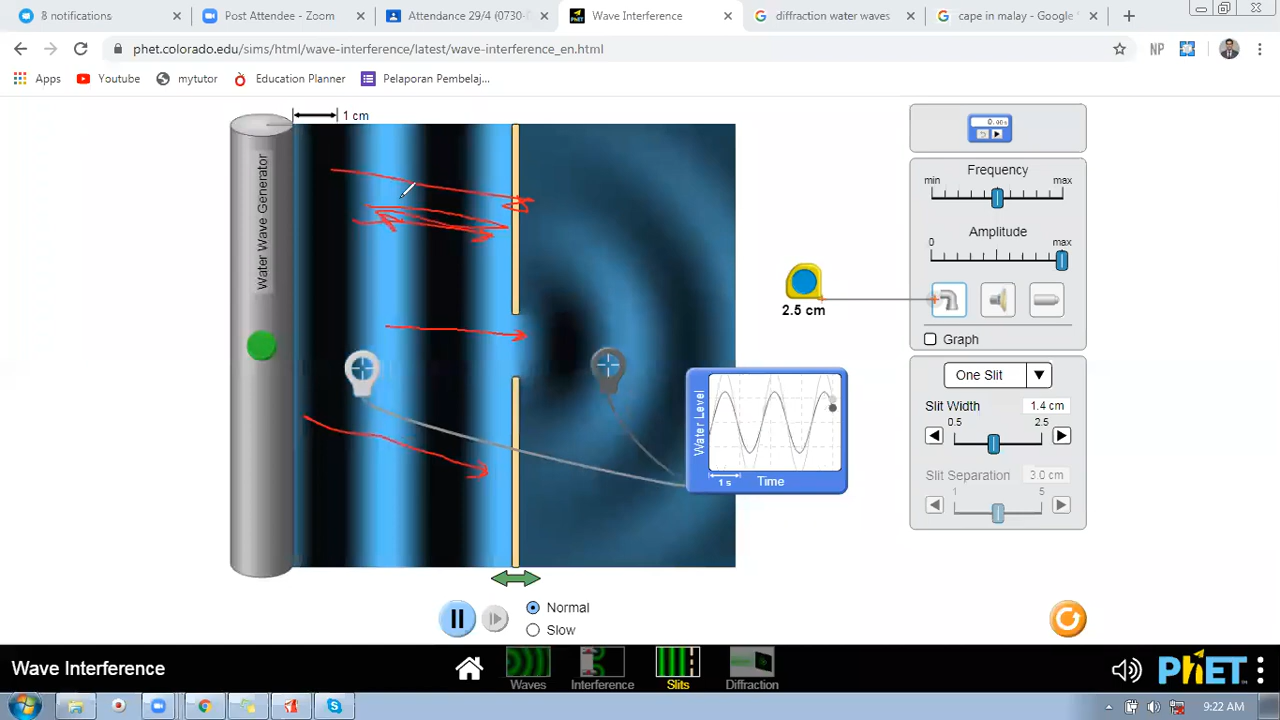 8 notifications
Post Attendee - Zoom
Attendance 29/4 (0730-
Wave Interference
diffraction water waves
cape in malay - Google
phet.colorado.edu/sims/html/wave-interference/latest/wave-interference_en.html
NP
Apps
Youtube
mytutor
Education Planner
Pelaporan Pembelaj...
1 cm
Water Wave Generator
0.00s
Frequency
min
max
Amplitude
0
max
2.5 cm
Graph
One Slit
Slit Width
1.4 cm
0.5
2.5
Slit Separation
3.0 cm
1
5
Water Level
1 s
Time
Normal
Slow
Wave Interference
Waves
Interference
Slits
Diffraction
PhET
9:22 AM